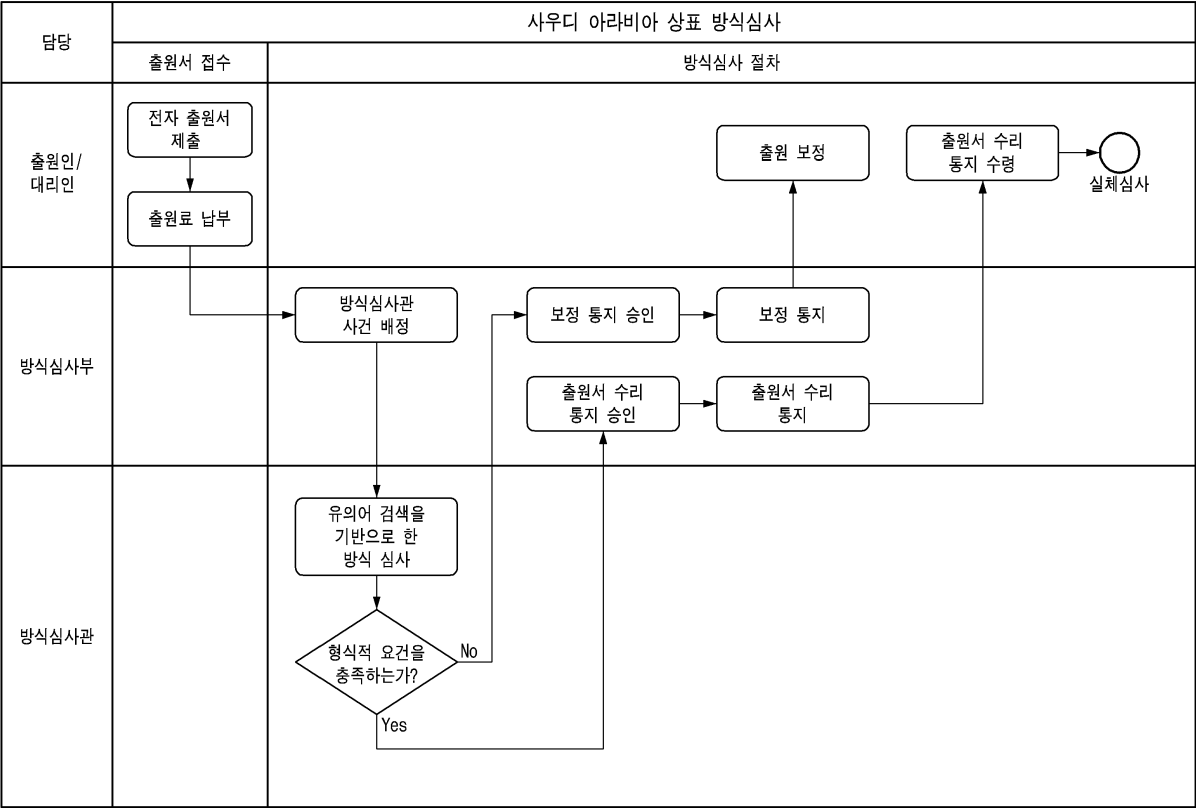 담당
사우디 아라비아 상표 방식심사
출원서 접수
방식심사 절차
출원인/
대리인
전자 출원서
제출
출원료 납부
출원 보정
출원서 수리
통지 수령
실체심사
방식심사부
방식심사관
사건 배정
보정 통지 승인
보정 통지
출원서 수리
통지 승인
출원서 수리
통지
방식심사관
유의어 검색을
기반으로 한
방식 심사
형식적 요건을
충족하는가?
No
Yes